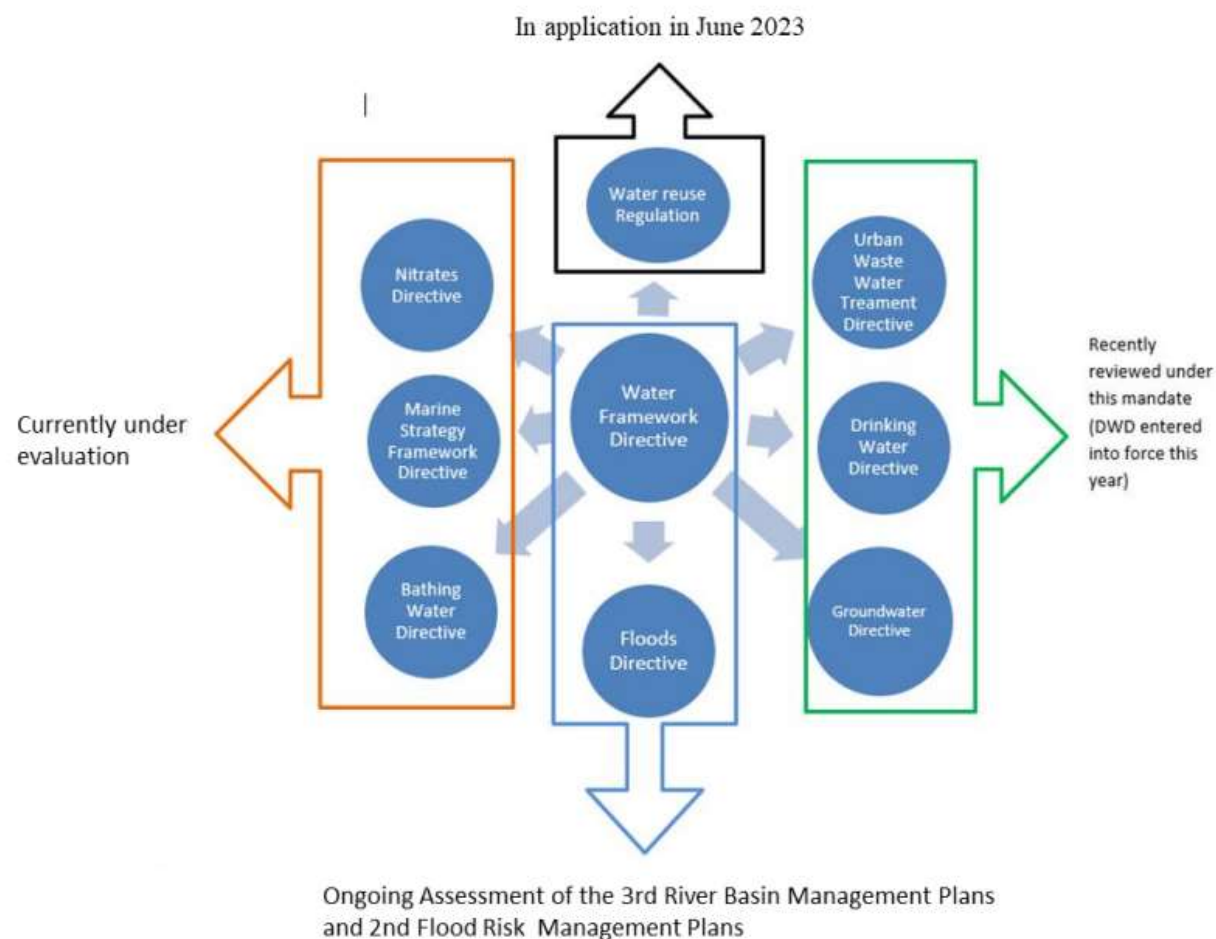 In application in June 2023
Water reuse
Regulation
Nitrates
Directive
Urban
Waste
Water
Treament
Directive
Water
Framework
Directive
Marine
Strategy
Framework
Directive
Drinking
Water
Directive
Currently under
evaluation
Recently
reviewed under
this mandate
(DWD entered
into force this
year)
Bathing
Water
Directive
Floods
Directive
Groundwater
Directive
Ongoing Assessment of the 3rd River Basin Management Plans
and 2nd Flood Risk Management Plans